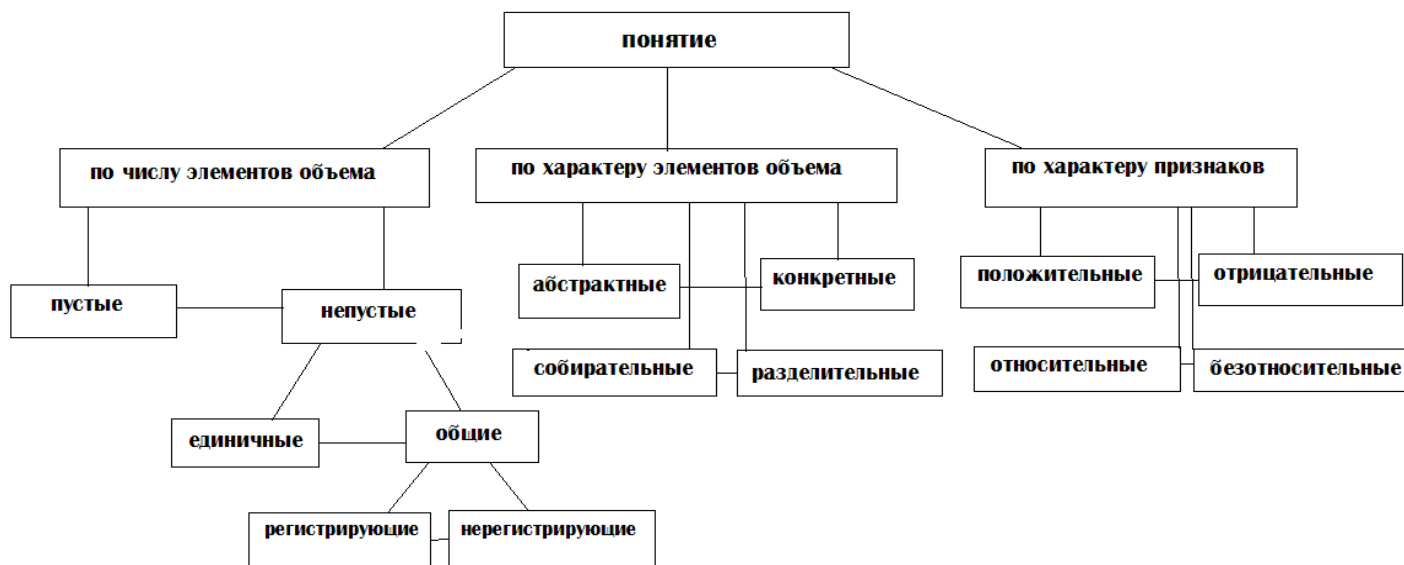 понятие
по числу элементов объема
по характеру элементов объема
по характеру признаков
пустые
непустые
абстрактные
конкретные
положительные
отрицательные
собирательные
разделительные
относительные
безотносительные
единичные
общие
регистрирующие
нерегистрирующие